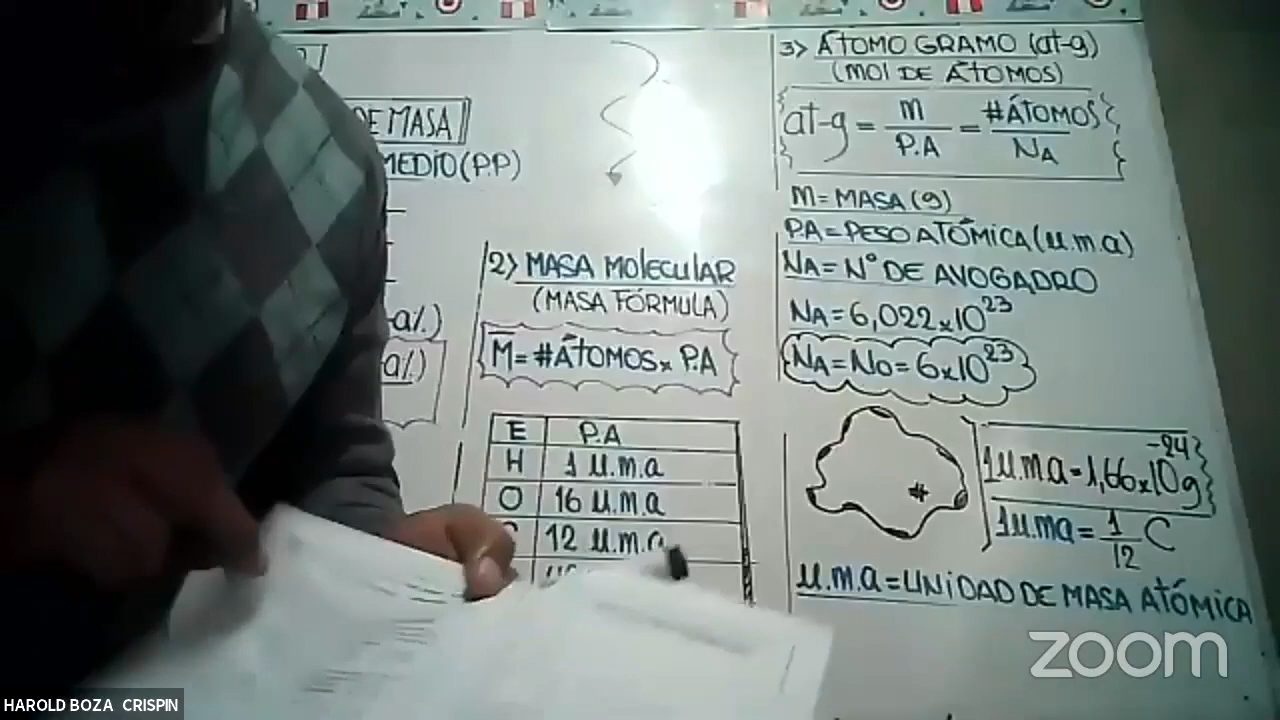 DE MASA
MEDIO (P.P)
a%)
a%)
2> MASA MOLECULAR
(MASA FÓRMULA)
M = #ÁTOMOS x P.A
E P.A
H 1 u.m.a
O 16 u.m.a
12 u.m.a
3> ÁTOMO GRAMO (at-g)
(MOl DE ÁTOMOS)
at-g = m/P.A = #ÁTOMOS/NA
M = MASA (g)
PA = PESO ATÓMICA (u.m.a)
NA = N° DE AVOGADRO
NA = 6,022 x 10^23
NA = No = 6 x 10^23
#
1 u.m.a = 1,66 x 10^-24 g
1 u.ma = 1/12 C
u.m.a = UNIDAD DE MASA ATÓMICA
zoom
HAROLD BOZA CRISPIN